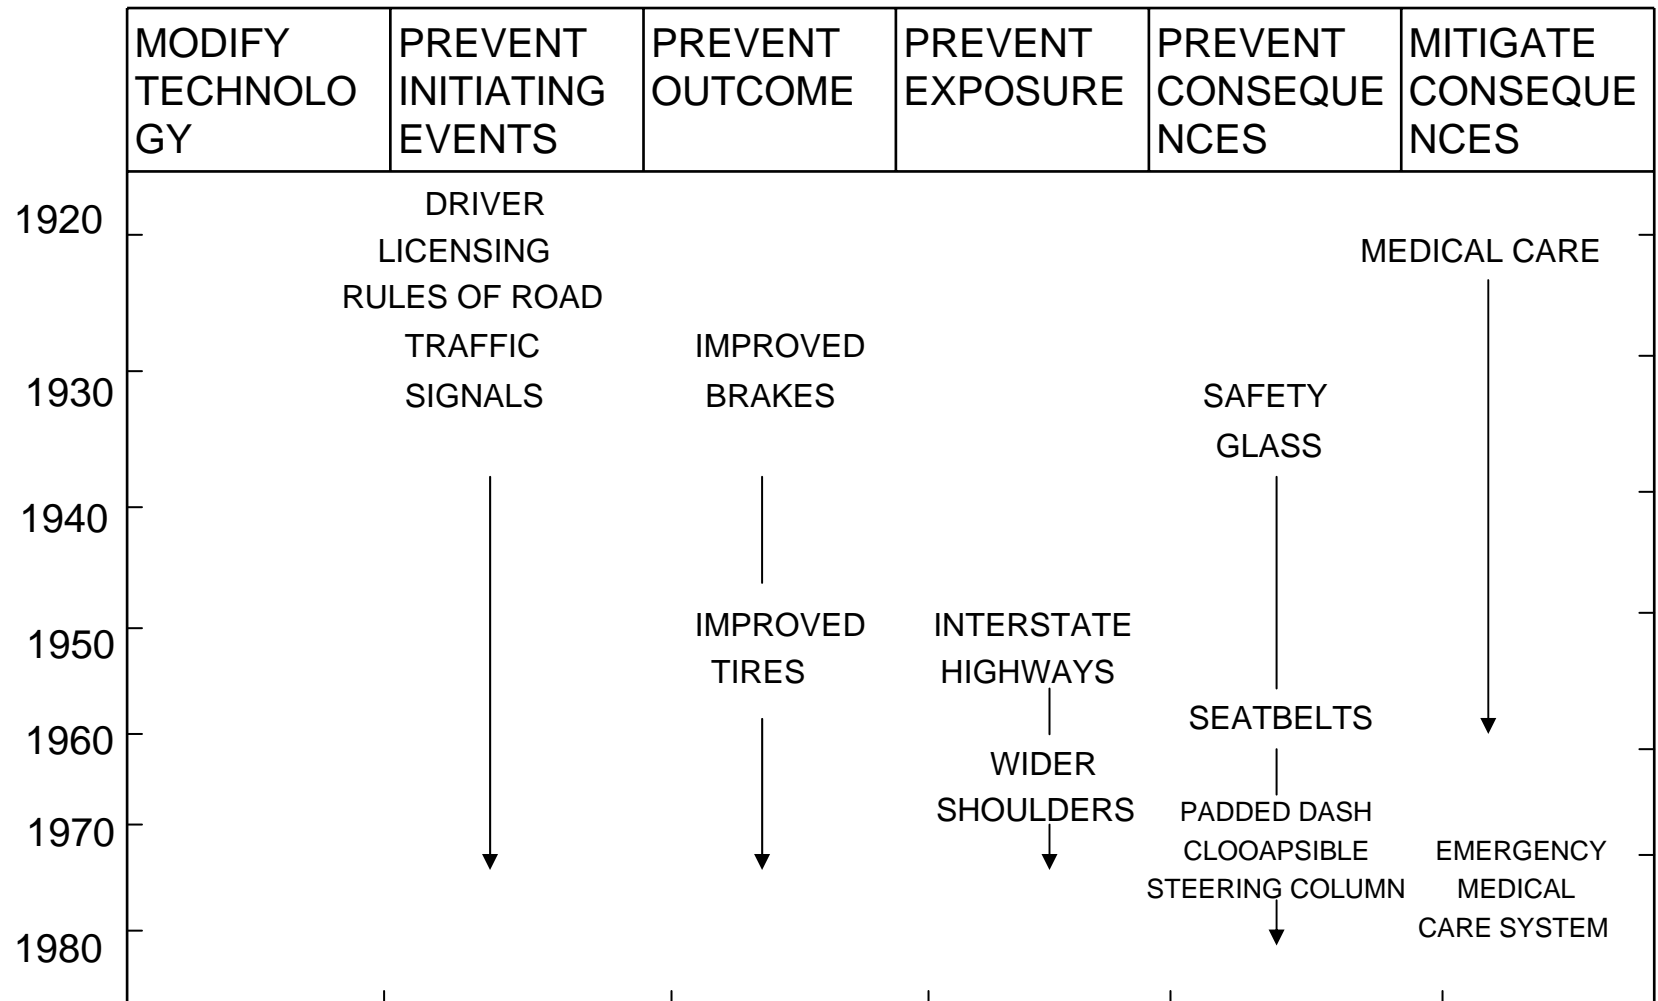 MODIFY
TECHNOLO
GY
PREVENT
INITIATING
EVENTS
PREVENT
OUTCOME
PREVENT
EXPOSURE
PREVENT
CONSEQUE
NCES
MITIGATE
CONSEQUE
NCES
1920
1930
1940
1950
1960
1970
1980
DRIVER
LICENSING
RULES OF ROAD
TRAFFIC
SIGNALS
IMPROVED
BRAKES
IMPROVED
TIRES
INTERSTATE
HIGHWAYS
WIDER
SHOULDERS
SAFETY
GLASS
SEATBELTS
PADDED DASH
CLOOAPSIBLE
STEERING COLUMN
MEDICAL CARE
EMERGENCY
MEDICAL
CARE SYSTEM